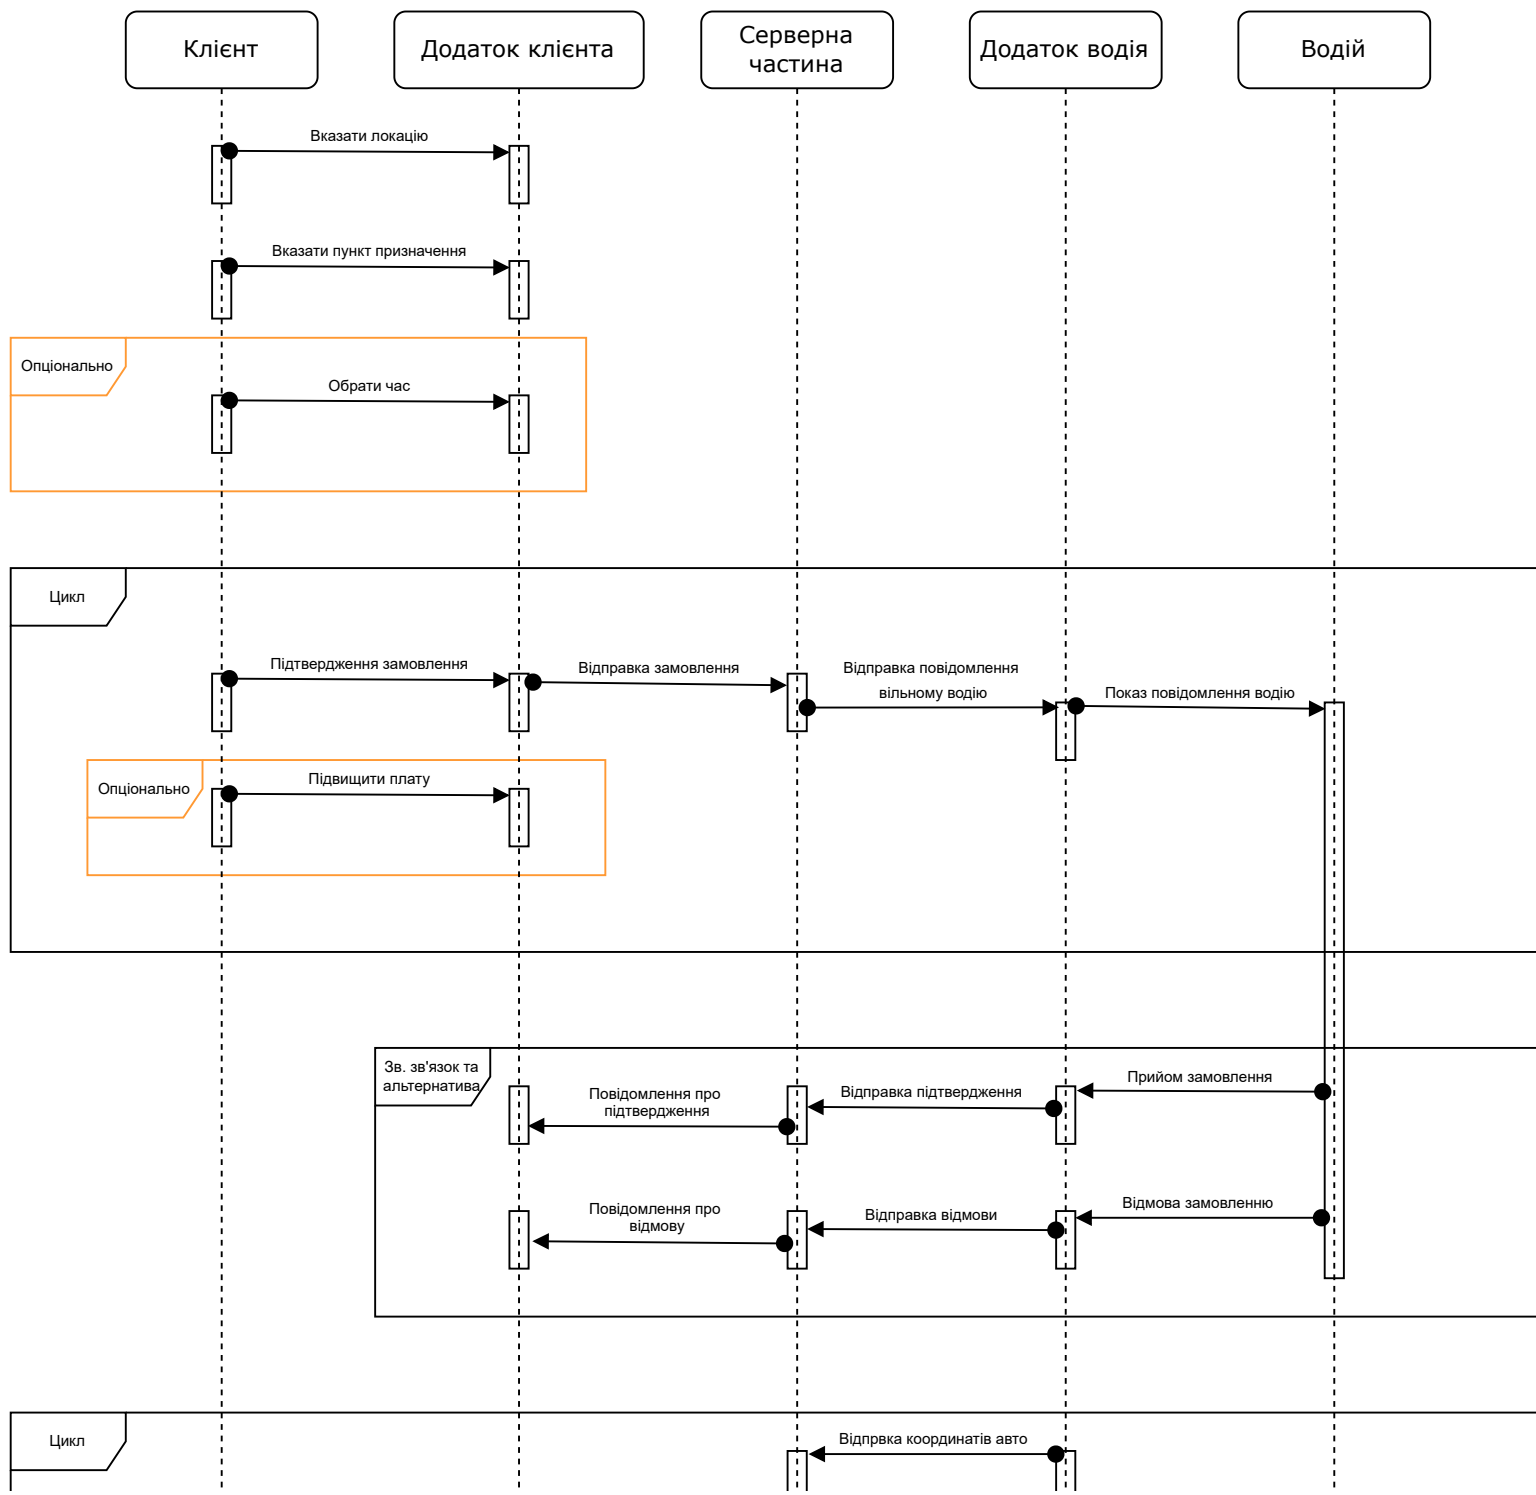 Клієнт
Додаток клієнта
Серверна
частина
Додаток водія
Водій
Вказати локацію
Вказати пункт призначення
Опціонально
Обрати час
Цикл
Підтвердження замовлення
Відправка замовлення
Відправка повідомлення
вільному водію
Показ повідомлення водію
Опціонально
Підвищити плату
Зв. зв'язок та
альтернатива
Повідомлення про
підтвердження
Відправка підтвердження
Прийом замовлення
Повідомлення про
відмову
Відправка відмови
Відмова замовленню
Цикл
Відпрвка координатів авто